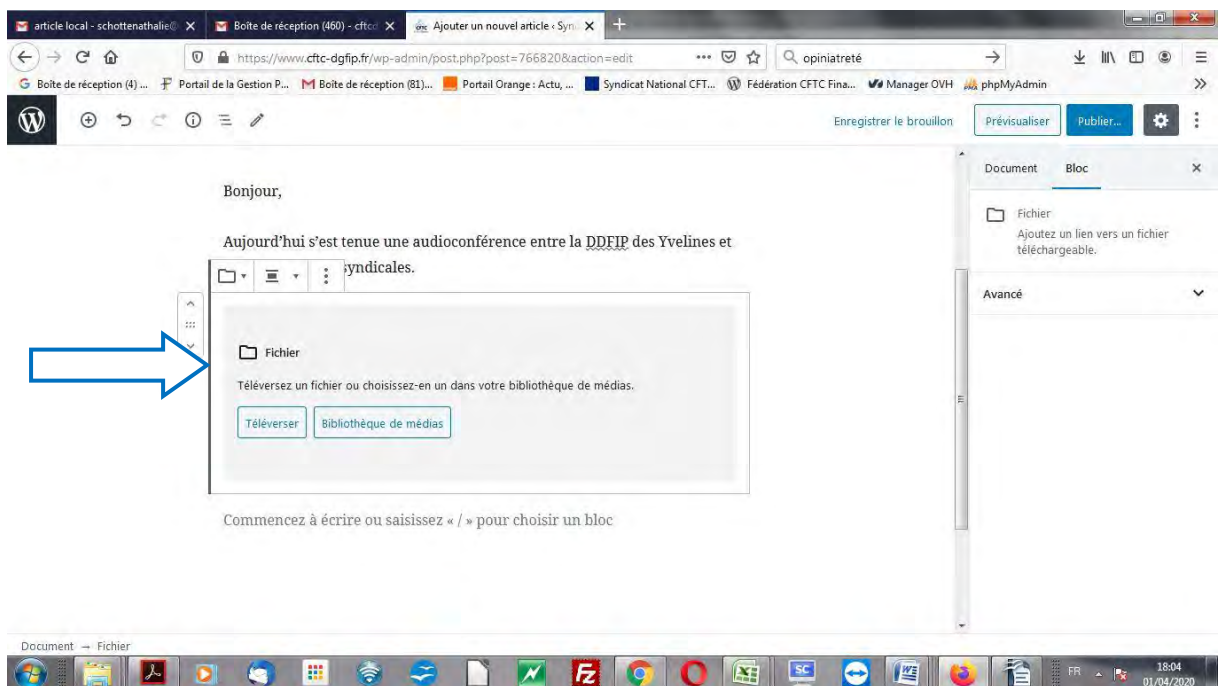 article local - schottenathalie@
Boîte de réception (460) - cftcd
Ajouter un nouvel article ‹ Syn
https://www.cftc-dgfip.fr/wp-admin/post.php?post=766820&action=edit
opiniatreté
Boîte de réception (4) ...
Portail de la Gestion P...
Boîte de réception (81)...
Portail Orange : Actu, ...
Syndicat National CFT...
Fédération CFTC Fina...
Manager OVH
phpMyAdmin
Enregistrer le brouillon
Prévisualiser
Publier...
Document
Bloc
Fichier
Ajoutez un lien vers un fichier
téléchargeable.
Avancé
Bonjour,
Aujourd’hui s’est tenue une audioconférence entre la DDFIP des Yvelines et
syndicales.
Fichier
Téléversez un fichier ou choisissez-en un dans votre bibliothèque de médias.
Téléverser
Bibliothèque de médias
Commencez à écrire ou saisissez « / » pour choisir un bloc
Document → Fichier
SC
FR
18:04
01/04/2020